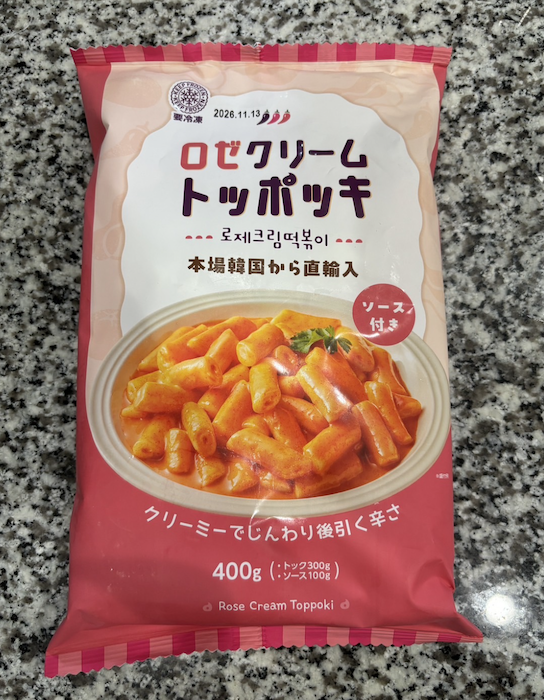 KEEP FROZEN
要冷凍
2026.11.13
ロゼクリーム
トッポッキ
로제크림떡볶이
本場韓国から直輸入
ソース
付き
クリーミーでじんわり後引く辛さ
400g (・トック300g
・ソース100g)
Rose Cream Toppoki